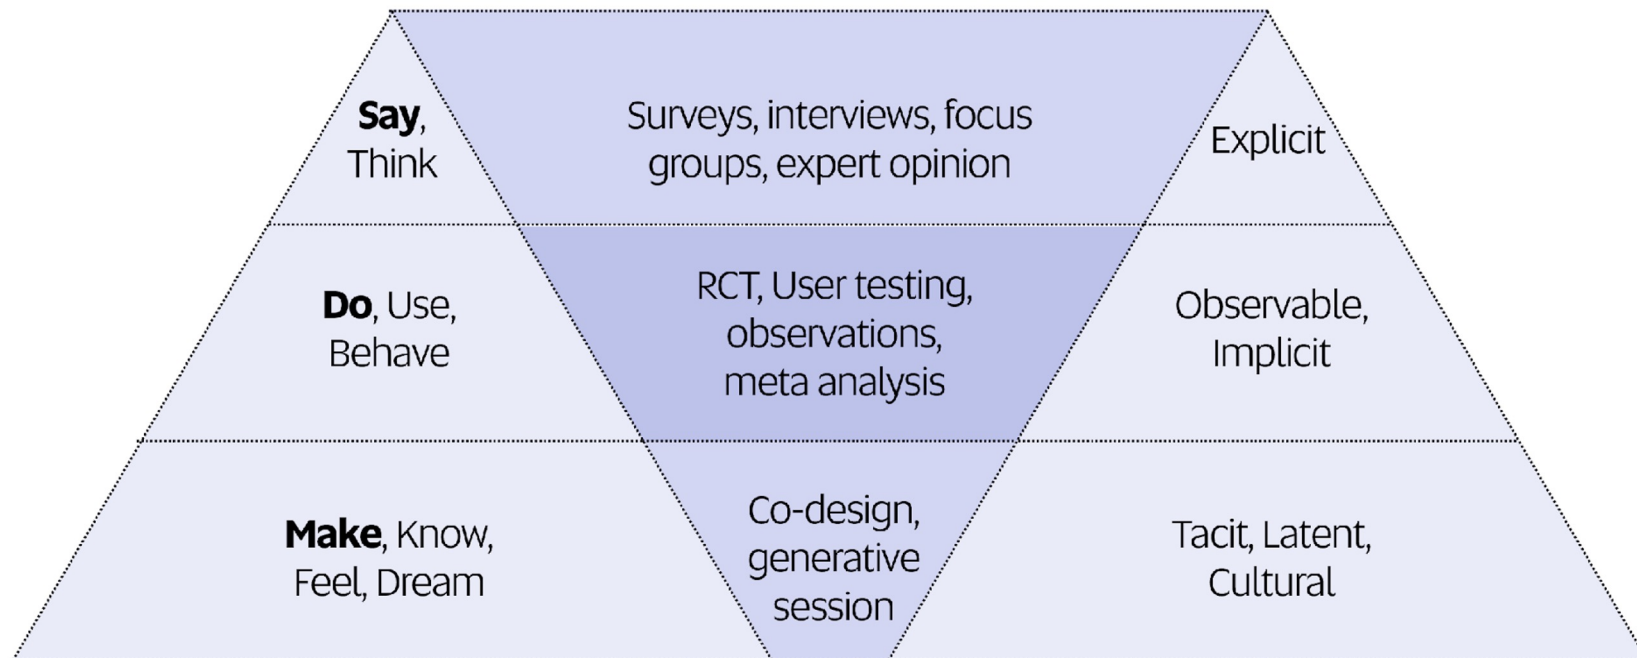 Say,
Think
Surveys, interviews, focus
groups, expert opinion
Explicit
Do, Use,
Behave
RCT, User testing,
observations,
meta analysis
Observable,
Implicit
Make, Know,
Feel, Dream
Co-design,
generative
session
Tacit, Latent,
Cultural